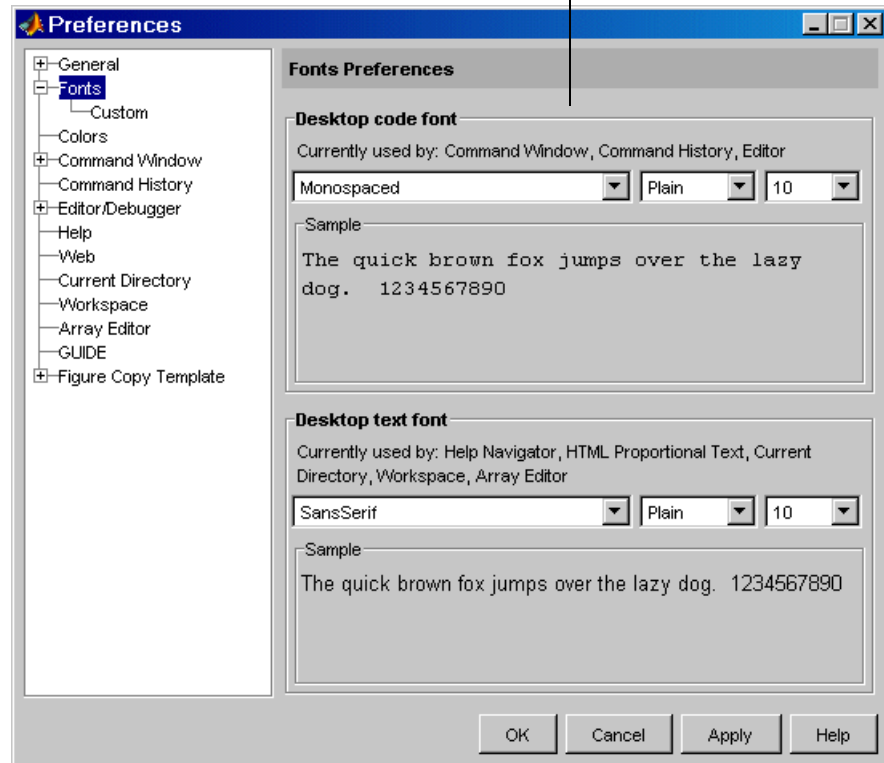 Preferences
General
Fonts
Custom
Colors
Command Window
Command History
Editor/Debugger
Help
Web
Current Directory
Workspace
Array Editor
GUIDE
Figure Copy Template
Fonts Preferences
Desktop code font
Currently used by: Command Window, Command History, Editor
Monospaced Plain 10
Sample
The quick brown fox jumps over the lazy
dog. 1234567890
Desktop text font
Currently used by: Help Navigator, HTML Proportional Text, Current
Directory, Workspace, Array Editor
SansSerif Plain 10
Sample
The quick brown fox jumps over the lazy dog. 1234567890
OK Cancel Apply Help